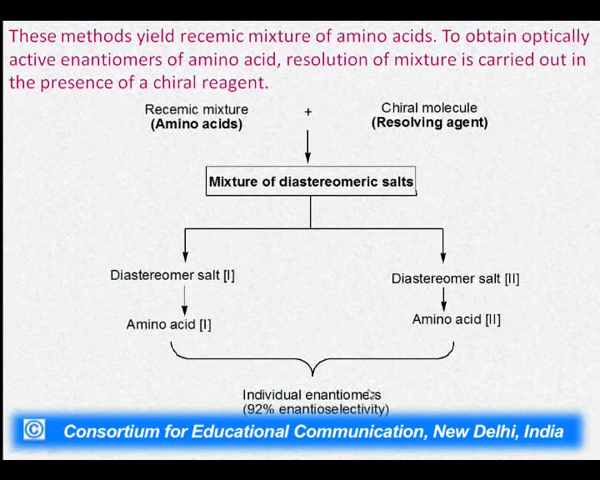 These methods yield recemic mixture of amino acids. To obtain optically
active enantiomers of amino acid, resolution of mixture is carried out in
the presence of a chiral reagent.
Recemic mixture + Chiral molecule
(Amino acids) (Resolving agent)
Mixture of diastereomeric salts
Diastereomer salt [I] Diastereomer salt [II]
Amino acid [I] Amino acid [II]
Individual enantiomers
(92% enantioselectivity)
© Consortium for Educational Communication, New Delhi, India